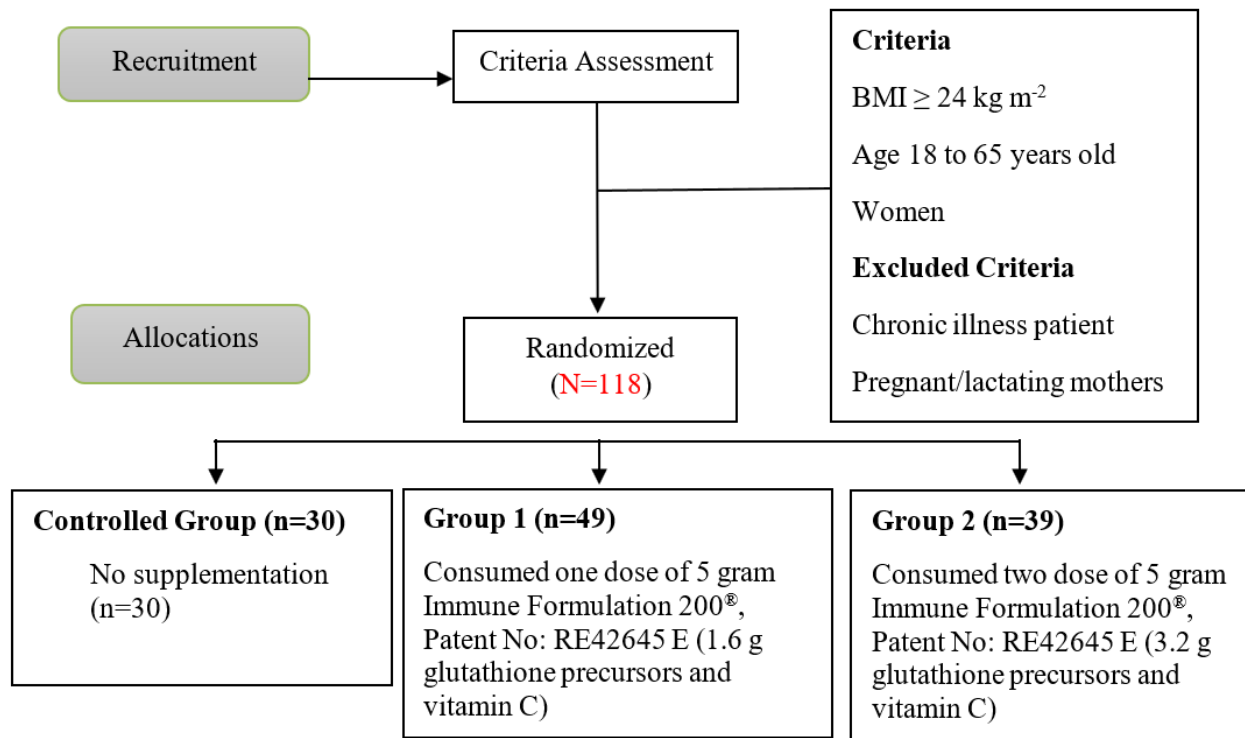 Recruitment
Criteria Assessment
Criteria
BMI ≥ 24 kg m-2
Age 18 to 65 years old
Women
Excluded Criteria
Chronic illness patient
Pregnant/lactating mothers
Allocations
Randomized
(N=118)
Controlled Group (n=30)
No supplementation
(n=30)
Group 1 (n=49)
Consumed one dose of 5 gram
Immune Formulation 200®,
Patent No: RE42645 E (1.6 g
glutathione precursors and
vitamin C)
Group 2 (n=39)
Consumed two dose of 5 gram
Immune Formulation 200®,
Patent No: RE42645 E (3.2 g
glutathione precursors and
vitamin C)